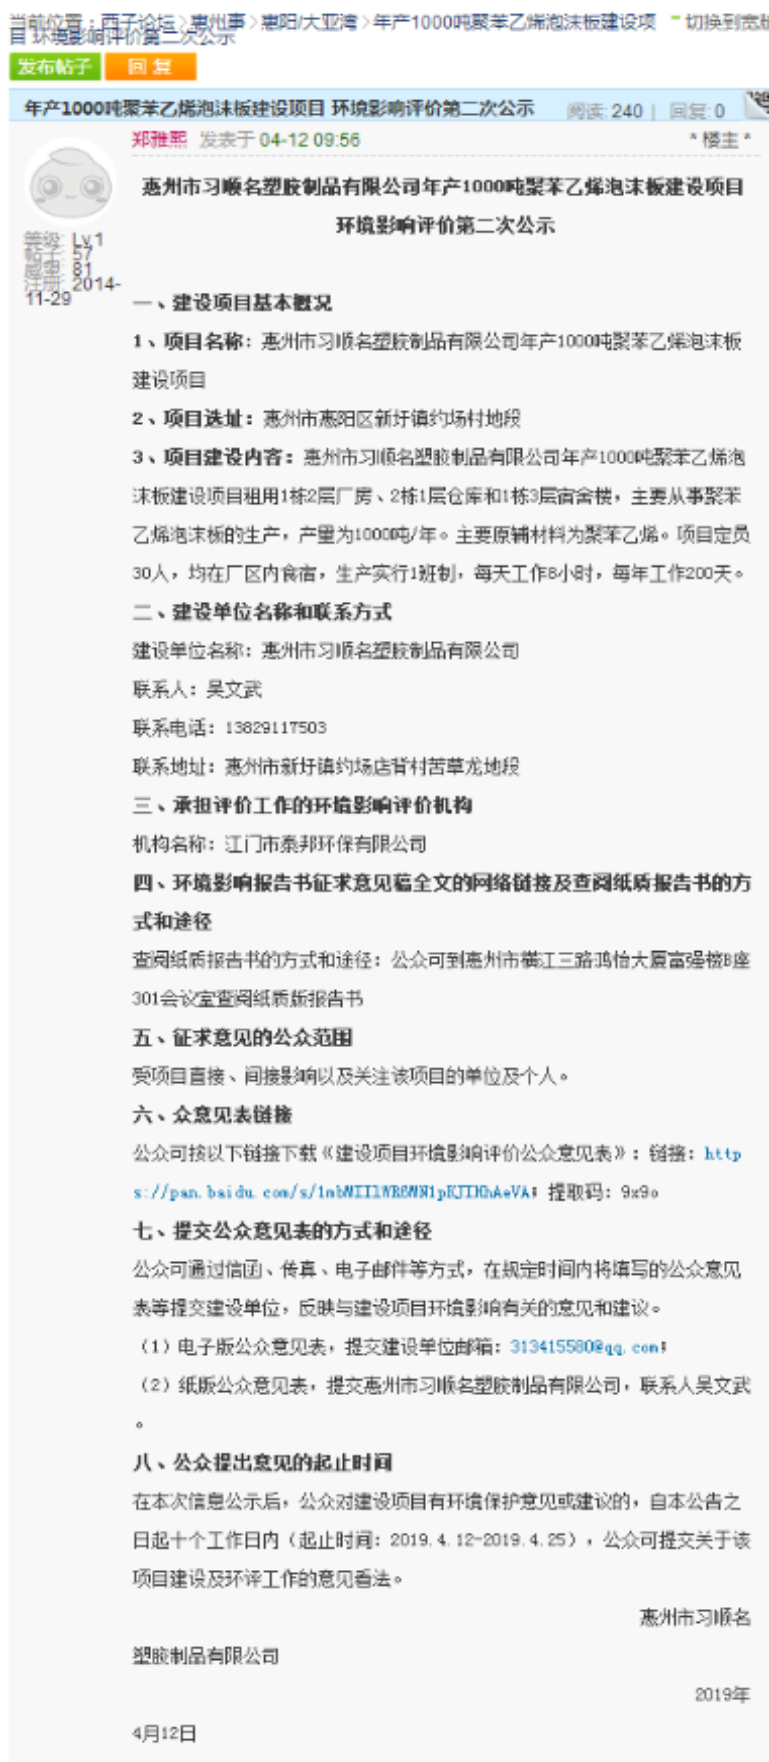 当前位置：西子论坛>惠州事>惠阳/大亚湾>年产1000吨聚苯乙烯泡沫板建设项 切换到宽版
目 环境影响评价第二次公示
发布帖子 回复
年产1000吨聚苯乙烯泡沫板建设项目 环境影响评价第二次公示 阅读: 240 | 回复: 0
郑雅熙 发表于 04-12 09:56 *楼主*
惠州市习顺名塑胶制品有限公司年产1000吨聚苯乙烯泡沫板建设项目
环境影响评价第二次公示
等级: Lv.1
帖子: 57
威望: 81
注册: 2014-
11-29
一、建设项目基本概况
1、项目名称：惠州市习顺名塑胶制品有限公司年产1000吨聚苯乙烯泡沫板
建设项目
2、项目选址：惠州市惠阳区新圩镇约场村地段
3、项目建设内容：惠州市习顺名塑胶制品有限公司年产1000吨聚苯乙烯泡
沫板建设项目租用1栋2层厂房、2栋1层仓库和1栋3层宿舍楼，主要从事聚苯
乙烯泡沫板的生产，产量为1000吨/年。主要原辅材料为聚苯乙烯。项目定员
30人，均在厂区内食宿，生产实行1班制，每天工作8小时，每年工作200天。
二、建设单位名称和联系方式
建设单位名称：惠州市习顺名塑胶制品有限公司
联系人：吴文武
联系电话：13829117503
联系地址：惠州市新圩镇约场店背村苦草龙地段
三、承担评价工作的环境影响评价机构
机构名称：江门市泰邦环保有限公司
四、环境影响报告书征求意见稿全文的网络链接及查阅纸质报告书的方
式和途径
查阅纸质报告书的方式和途径：公众可到惠州市横江三路鸿怡大厦富强楼B座
301会议室查阅纸质版报告书
五、征求意见的公众范围
受项目直接、间接影响以及关注该项目的单位及个人。
六、众意见表链接
公众可按以下链接下载《建设项目环境影响评价公众意见表》：链接：http
s://pan.baidu.com/s/ 提取码：9x9o
七、提交公众意见表的方式和途径
公众可通过信函、传真、电子邮件等方式，在规定时间内将填写的公众意见
表等提交建设单位，反映与建设项目环境影响有关的意见和建议。
（1）电子版公众意见表，提交建设单位邮箱：313415580@qq.com;
（2）纸版公众意见表，提交惠州市习顺名塑胶制品有限公司，联系人吴文武
。
八、公众提出意见的起止时间
在本次信息公示后，公众对建设项目有环境保护意见或建议的，自本公告之
日起十个工作日内（起止时间：2019.4.12-2019.4.25），公众可提交关于该
项目建设及环评工作的意见看法。
惠州市习顺名
塑胶制品有限公司
2019年
4月12日